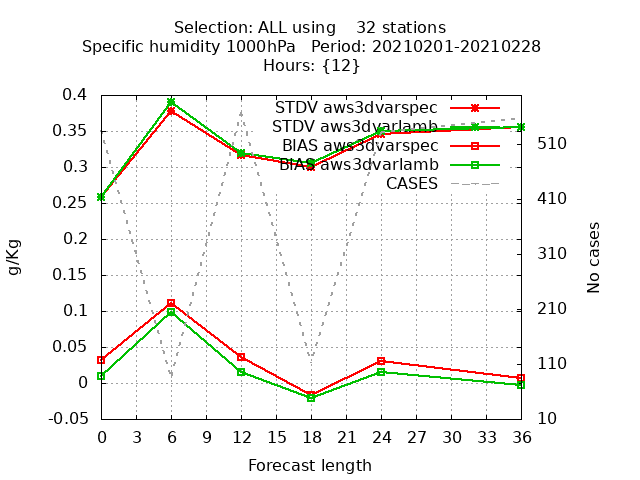 Selection: ALL using    32 stations
Specific humidity 1000hPa   Period: 20210201-20210228
Hours: {12}
STDV aws3dvarspec
STDV aws3dvarlamb
BIAS aws3dvarspec
BIAS aws3dvarlamb
CASES
0.4
0.35
0.3
0.25
0.2
0.15
0.1
0.05
0
-0.05
g/Kg
510
410
310
210
110
10
No cases
0 3 6 9 12 15 18 21 24 27 30 33 36
Forecast length